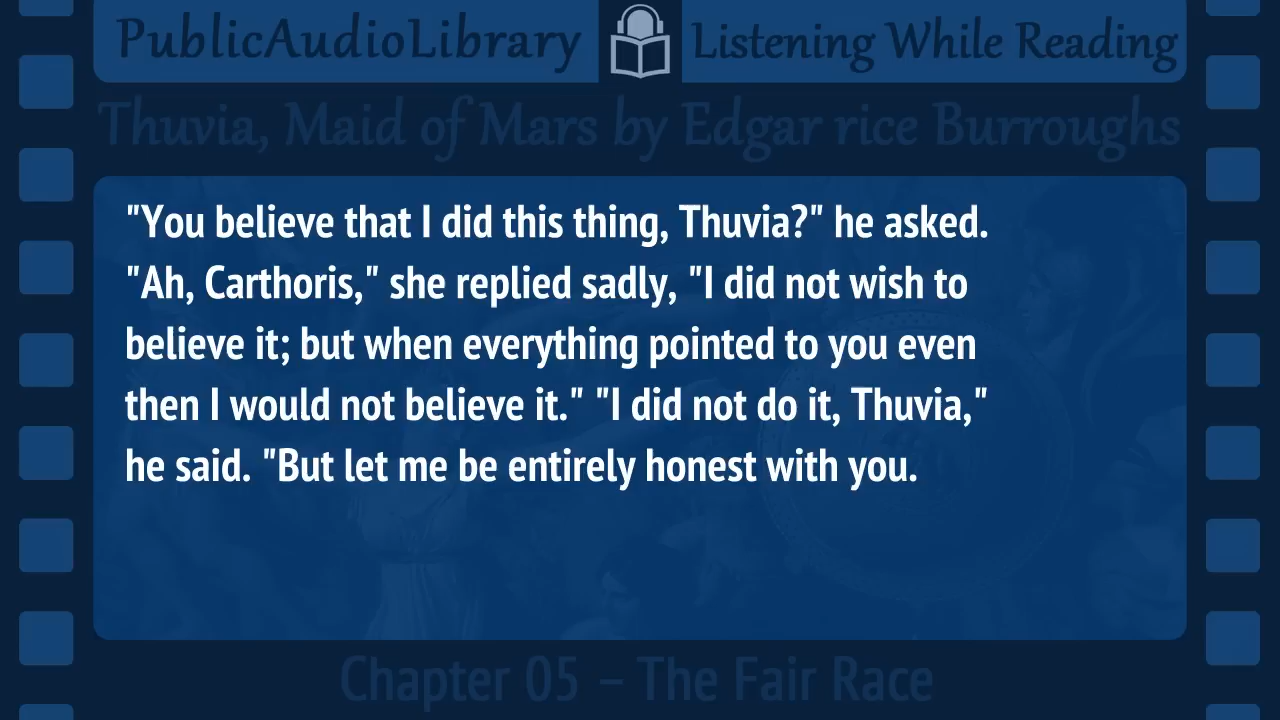 PublicAudioLibrary Listening While Reading
Thuvia, Maid of Mars by Edgar rice Burroughs
"You believe that I did this thing, Thuvia?" he asked.
"Ah, Carthoris," she replied sadly, "I did not wish to
believe it; but when everything pointed to you even
then I would not believe it." "I did not do it, Thuvia,"
he said. "But let me be entirely honest with you.
Chapter 05 – The Fair Race